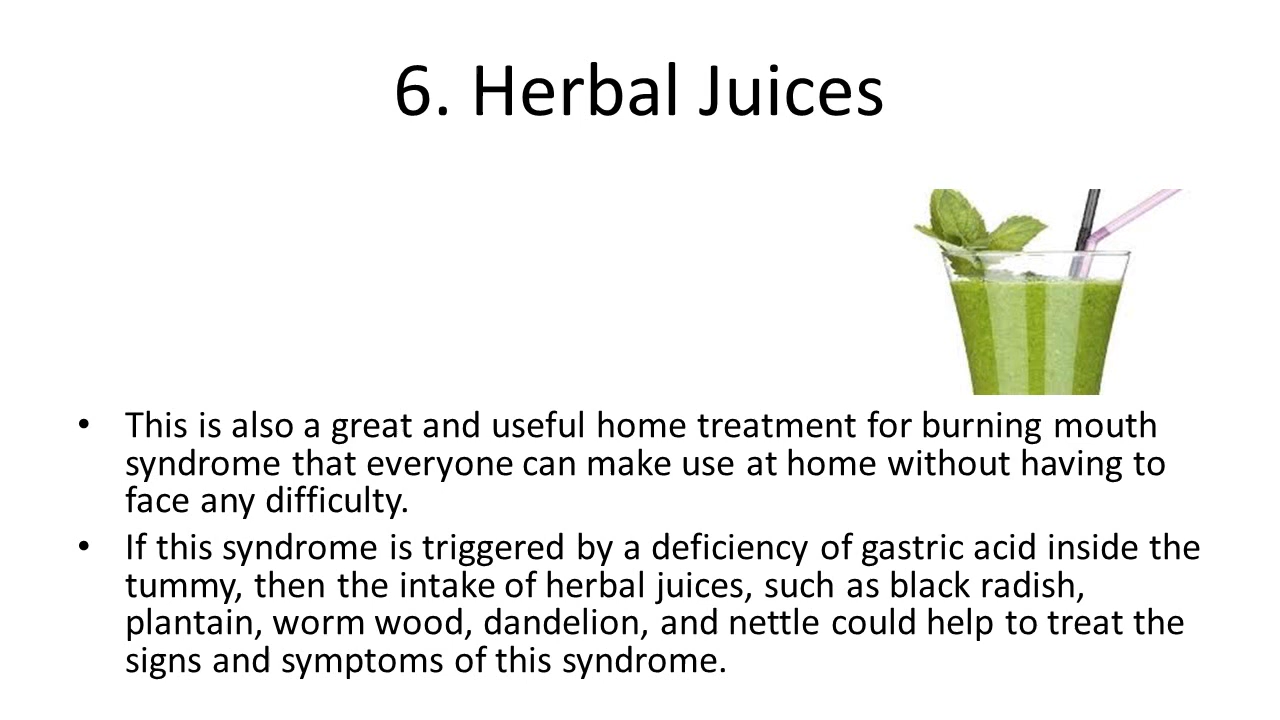 6. Herbal Juices
• This is also a great and useful home treatment for burning mouth
syndrome that everyone can make use at home without having to
face any difficulty.
• If this syndrome is triggered by a deficiency of gastric acid inside the
tummy, then the intake of herbal juices, such as black radish,
plantain, worm wood, dandelion, and nettle could help to treat the
signs and symptoms of this syndrome.